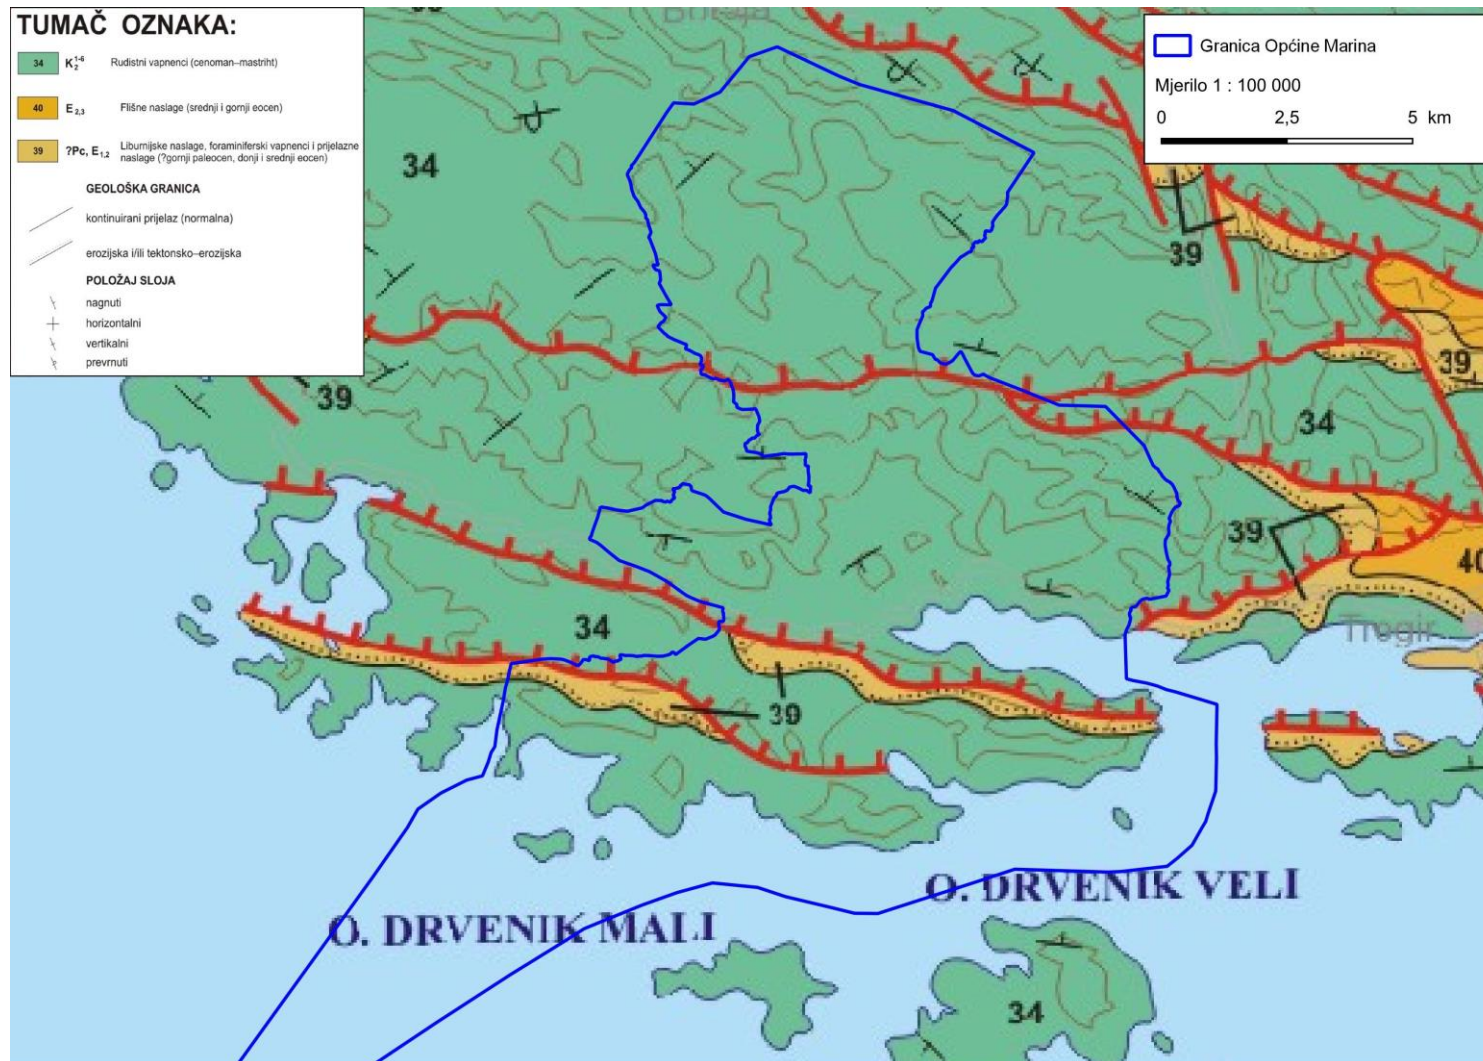 TUMAČ OZNAKA:
34 K₂¹⁻⁶ Rudistni vapnenci (cenoman–mastriht)
40 E₂,₃ Flišne naslage (srednji i gornji eocen)
39 ?Pc, E₁,₂ Liburnijske naslage, foraminiferski vapnenci i prijelazne
naslage (?gornji paleocen, donji i srednji eocen)
GEOLOŠKA GRANICA
kontinuirani prijelaz (normalna)
erozijska i/ili tektonsko–erozijska
POLOŽAJ SLOJA
nagnuti
horizontalni
vertikalni
prevrnuti
Granica Općine Marina
Mjerilo 1 : 100 000
0 2,5 5 km
34
39
39
39
34
39
40
34
Trogir
39
O. DRVENIK VELI
O. DRVENIK MALI
34